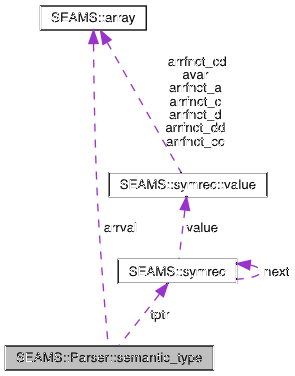 SEAMS::array
arrfnct_cd
avar
arrfnct_a
arrfnct_c
arrfnct_d
arrfnct_dd
arrfnct_cc
SEAMS::symrec::value
arrval
value
SEAMS::symrec
next
tptr
SEAMS::Parser::semantic_type